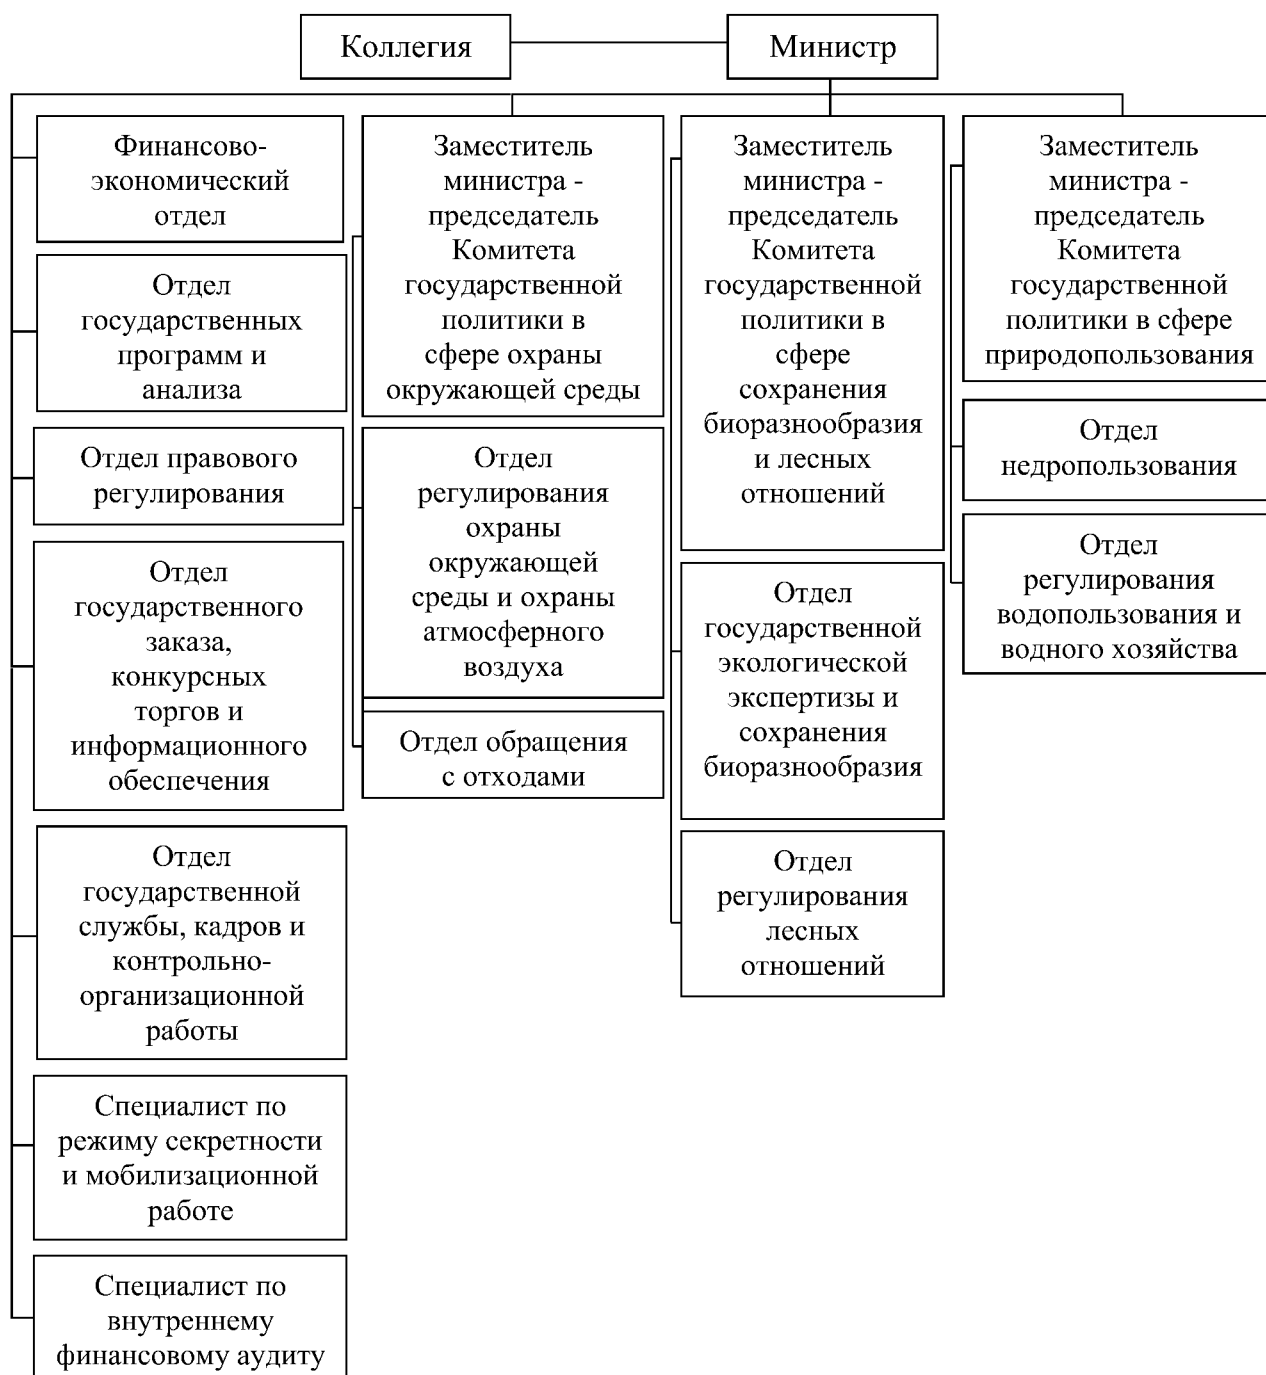 Коллегия
Министр
Финансово-
экономический
отдел
Отдел
государственных
программ и
анализа
Отдел правового
регулирования
Отдел
государственного
заказа,
конкурсных
торгов и
информационного
обеспечения
Отдел
государственной
службы, кадров и
контрольно-
организационной
работы
Специалист по
режиму секретности
и мобилизационной
работе
Специалист по
внутреннему
финансовому аудиту
Заместитель
министра -
председатель
Комитета
государственной
политики в
сфере охраны
окружающей среды
Отдел
регулирования
охраны
окружающей
среды и охраны
атмосферного
воздуха
Отдел обращения
с отходами
Заместитель
министра -
председатель
Комитета
государственной
политики в
сфере
сохранения
биоразнообразия
и лесных
отношений
Отдел
государственной
экологической
экспертизы и
сохранения
биоразнообразия
Отдел
регулирования
лесных
отношений
Заместитель
министра -
председатель
Комитета
государственной
политики в сфере
природопользования
Отдел
недропользования
Отдел
регулирования
водопользования и
водного хозяйства